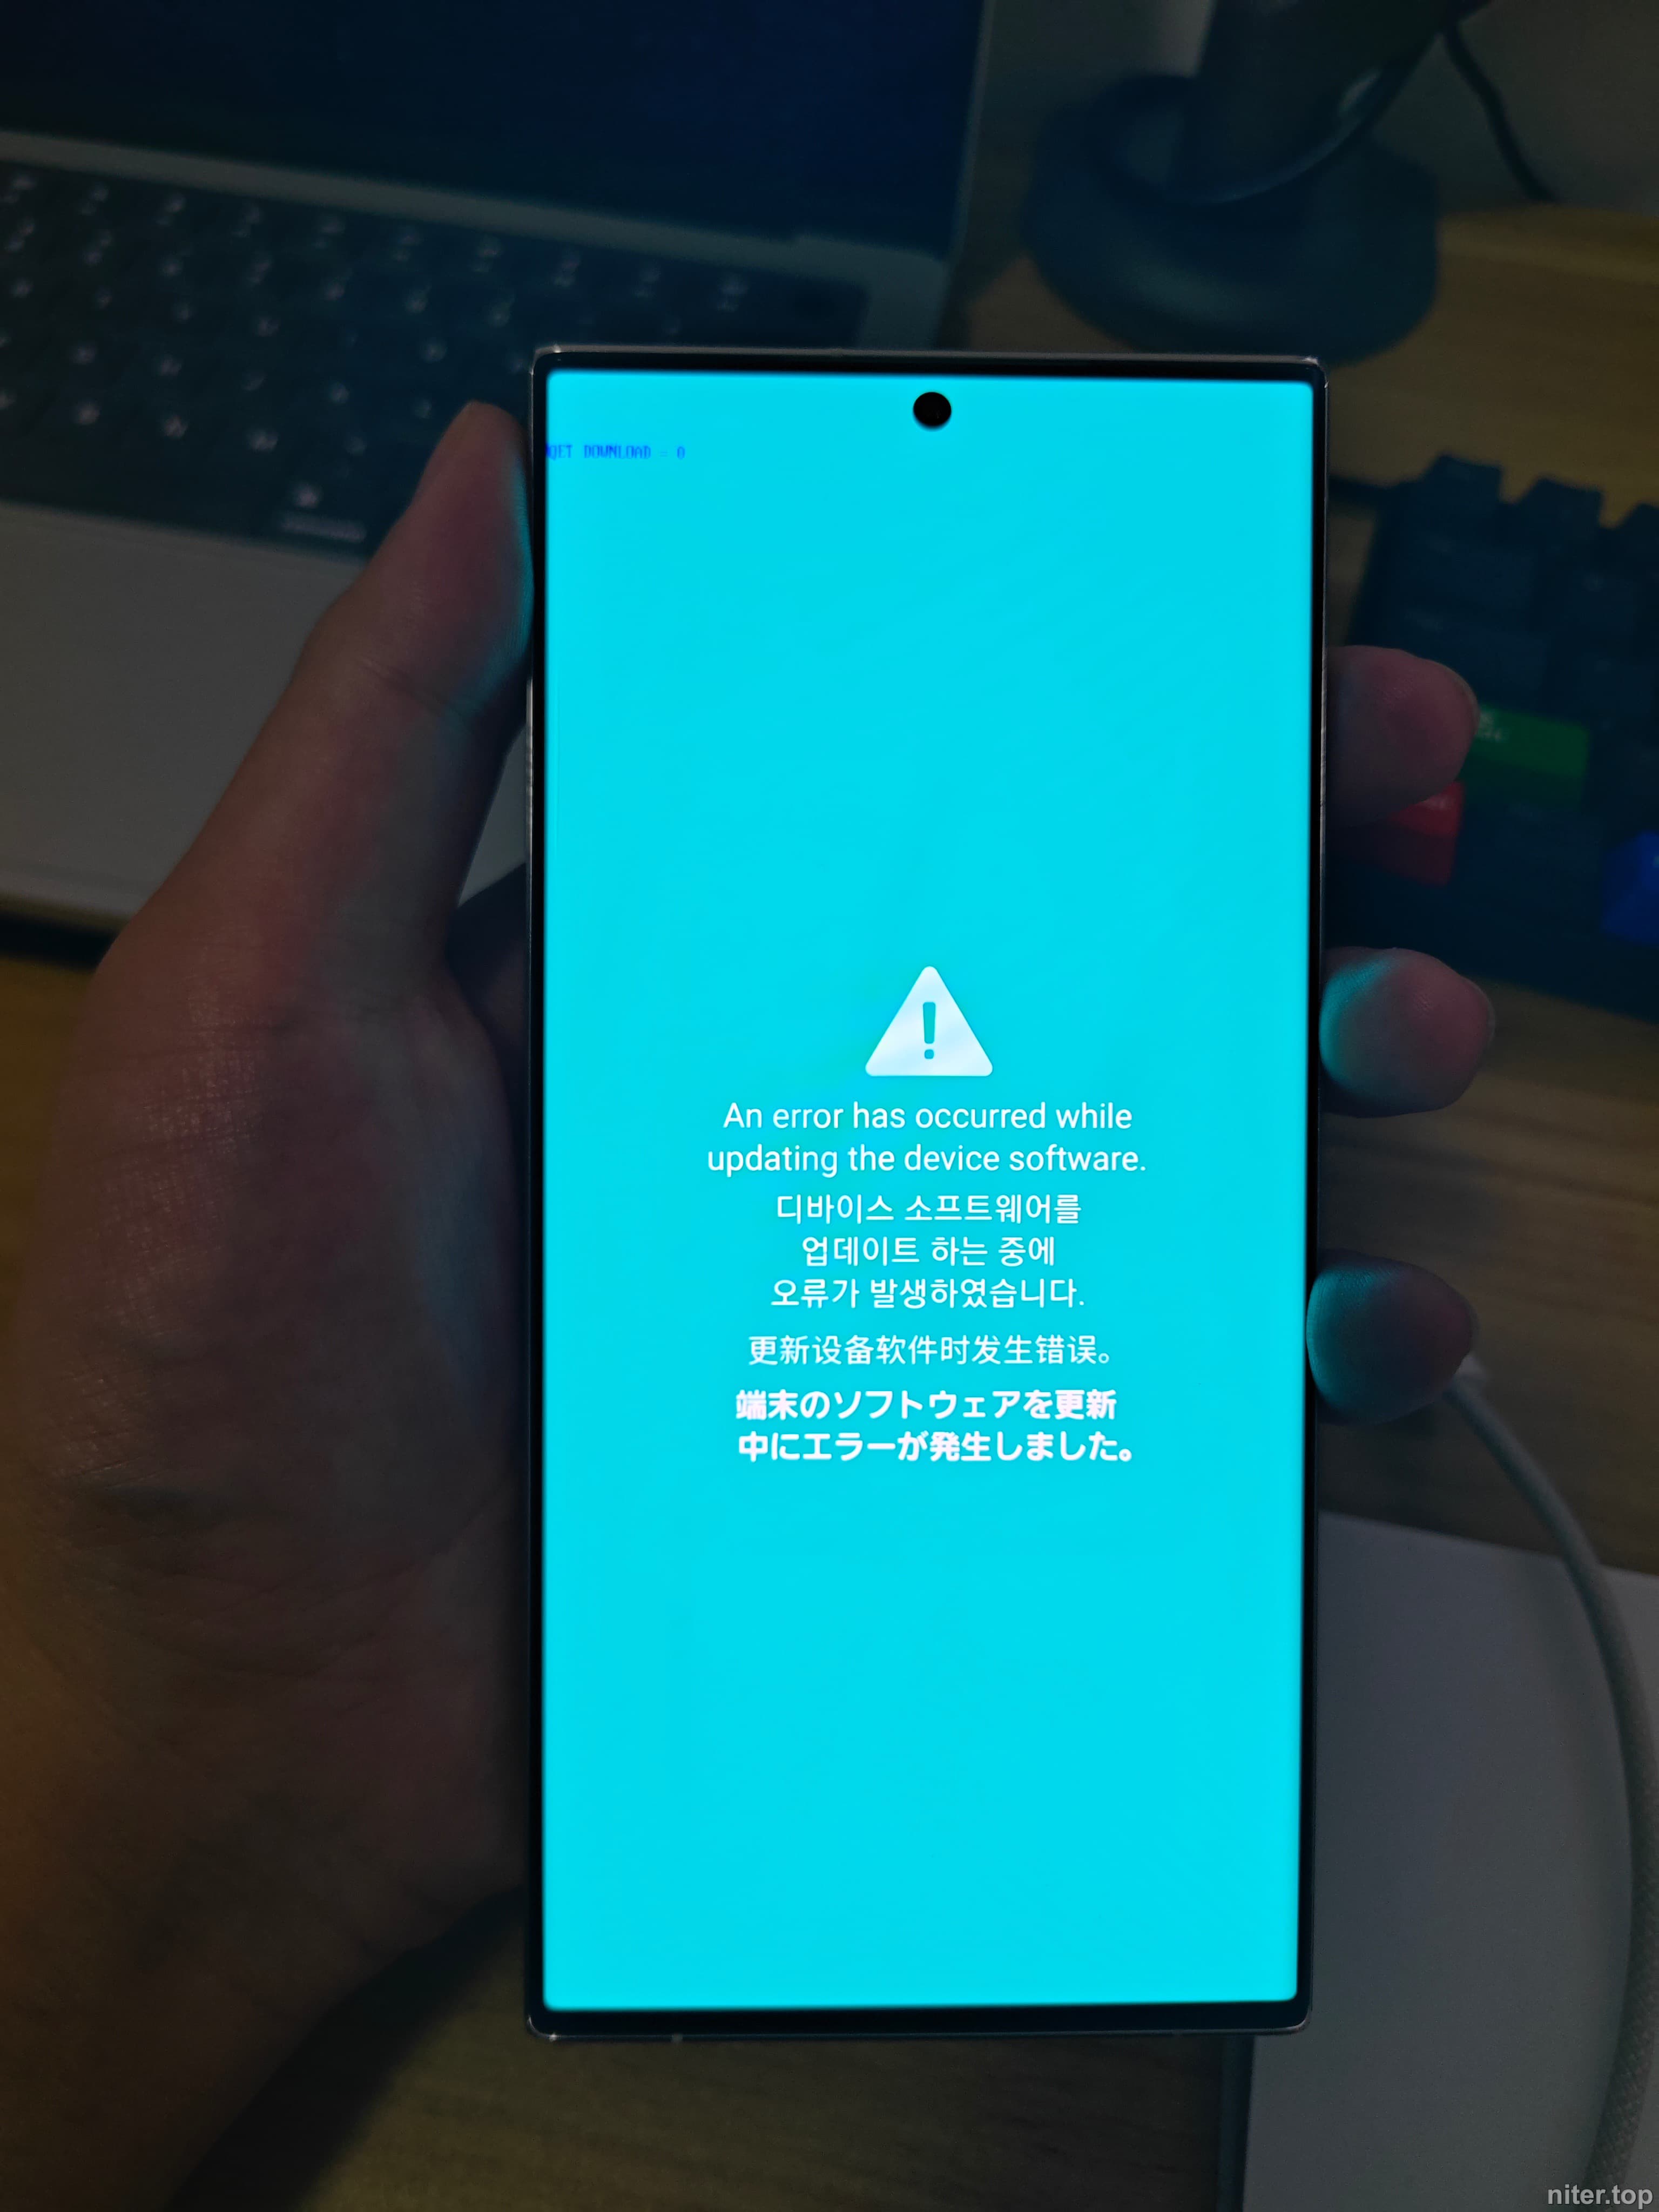 DOWNLOAD = 0
An error has occurred while
updating the device software.
디바이스 소프트웨어를
업데이트 하는 중에
오류가 발생하였습니다.
更新设备软件时发生错误。
端末のソフトウェアを更新
中にエラーが発生しました。
niter.top